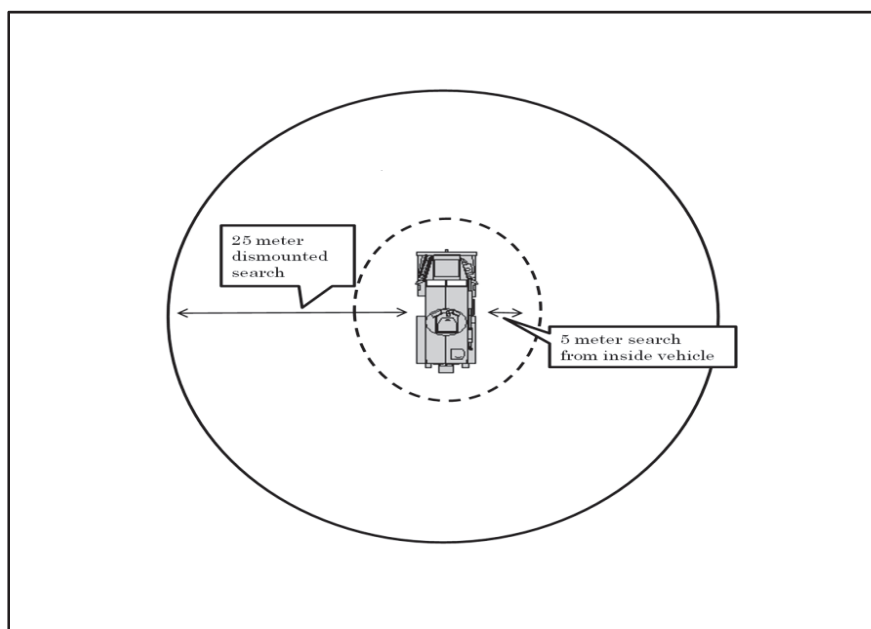 25 meter
dismounted
search
5 meter search
from inside vehicle